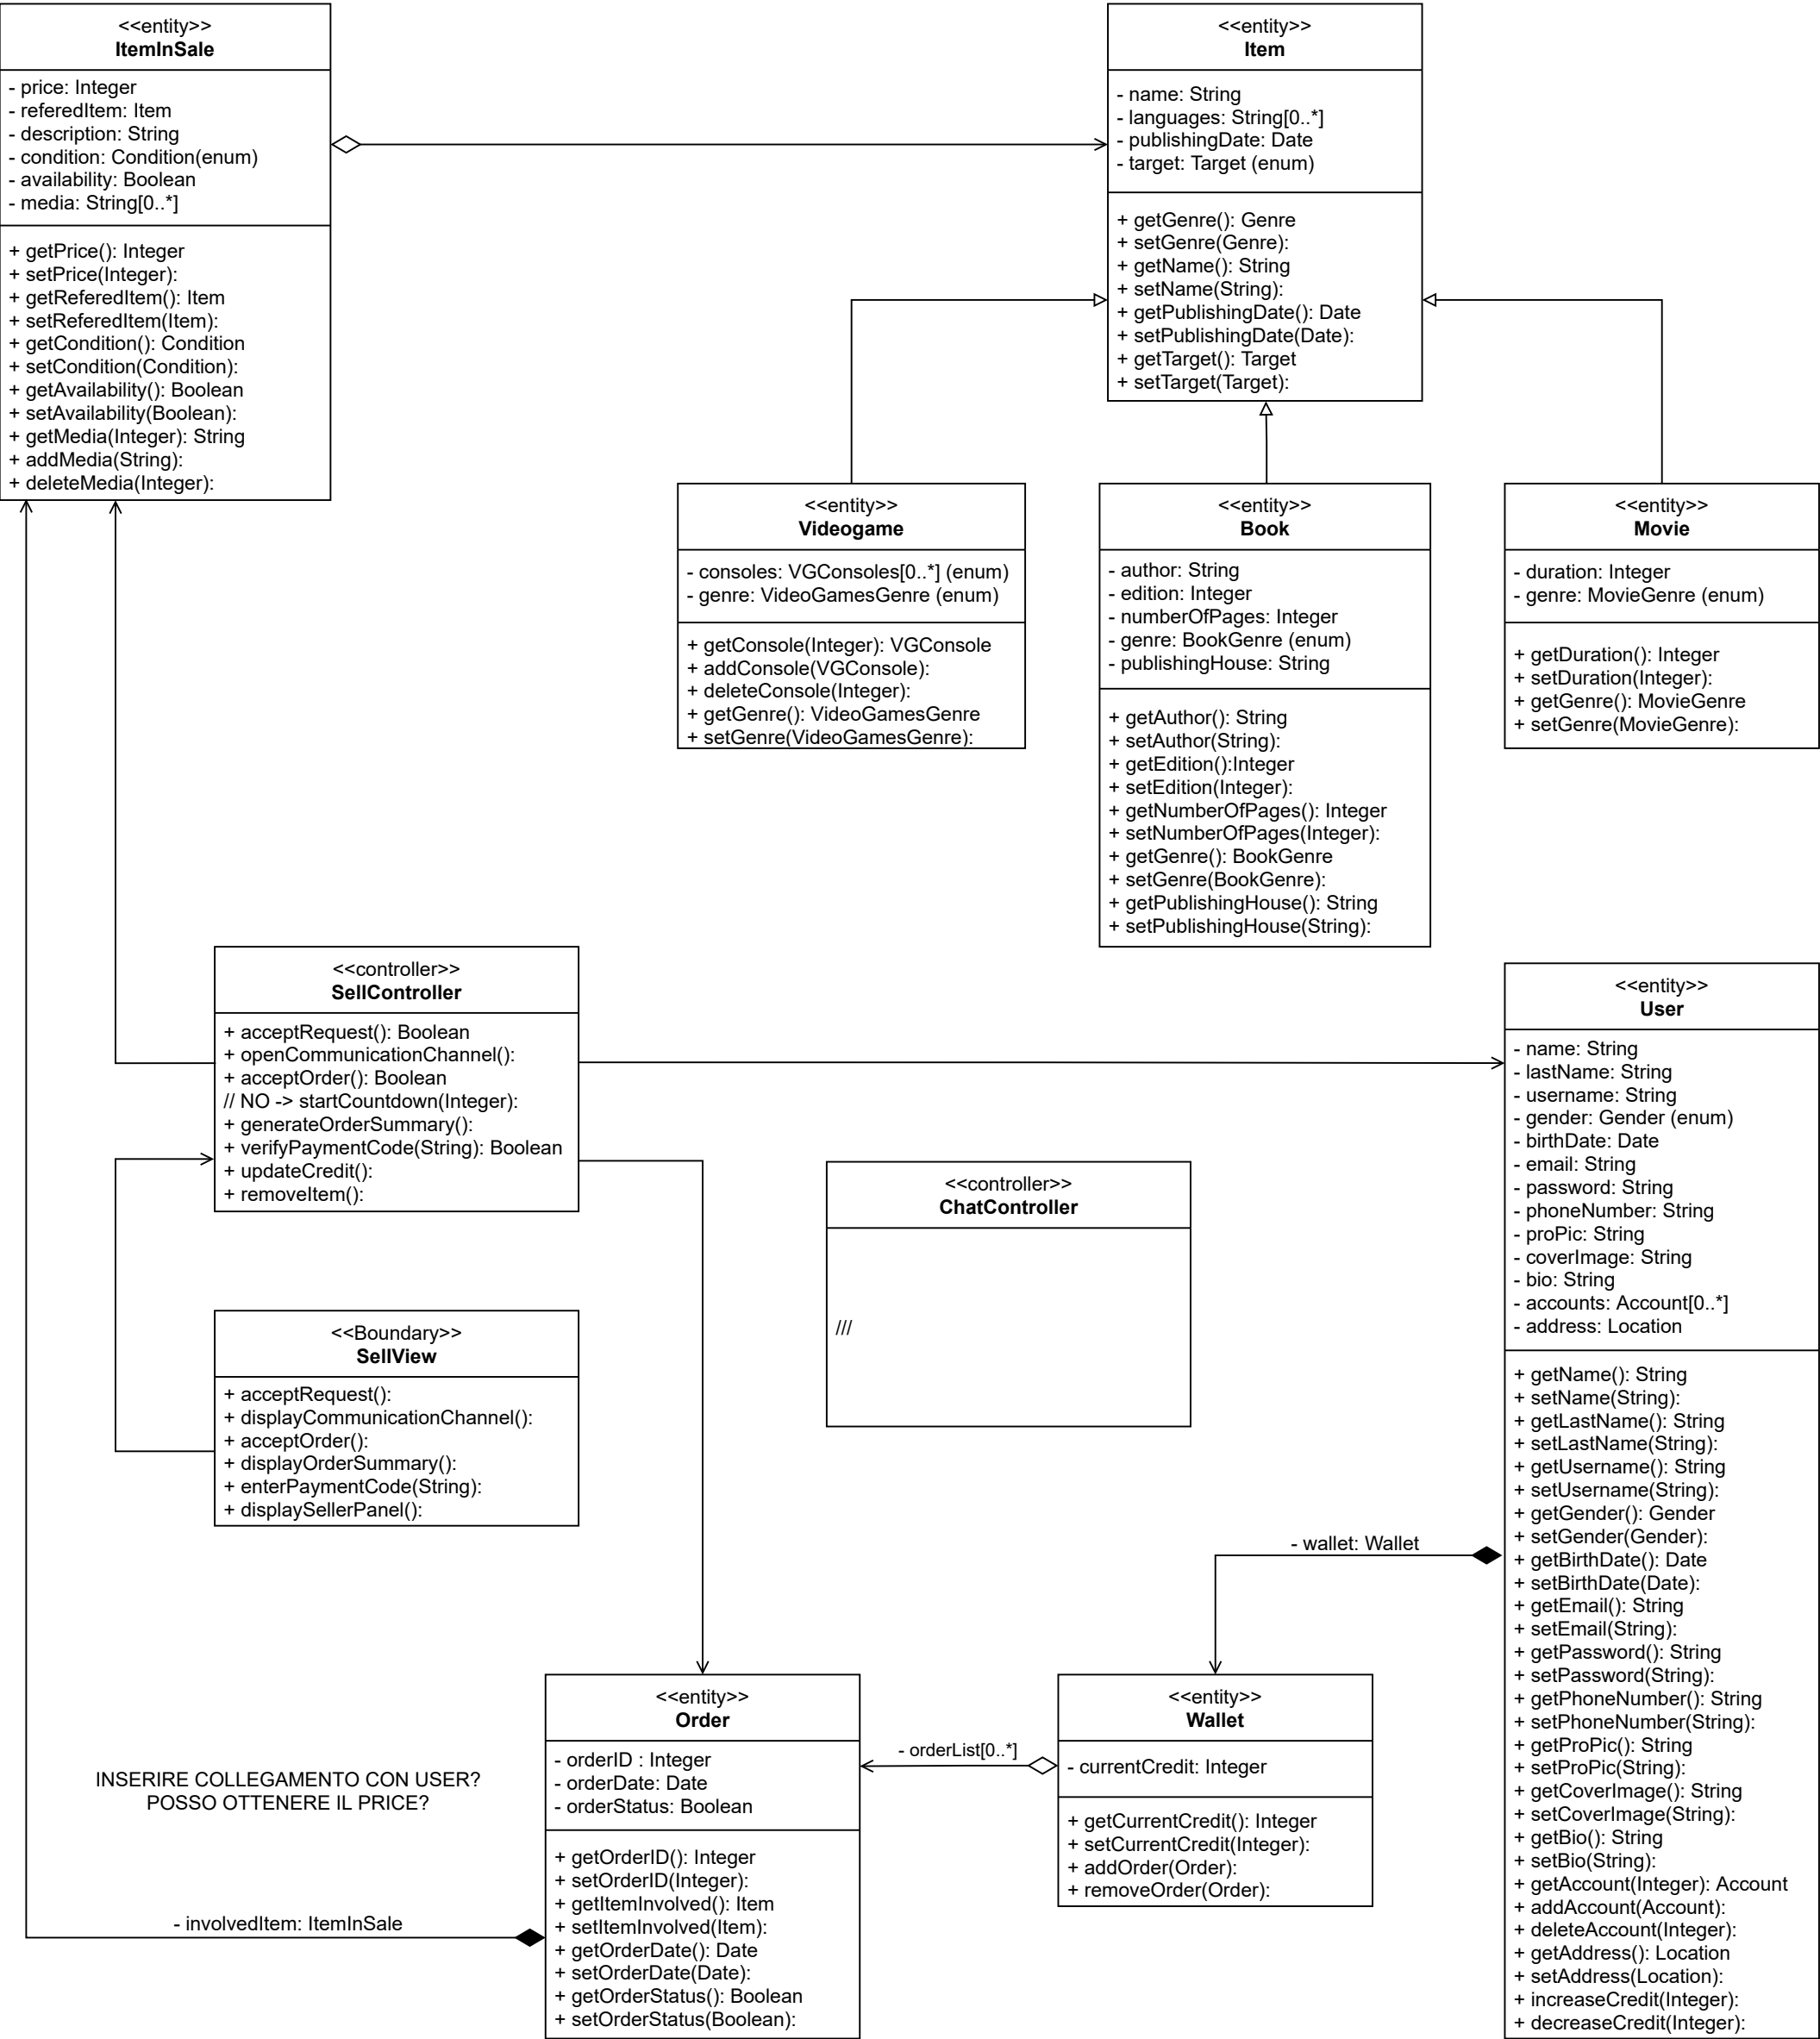 <<entity>>
ItemInSale
- price: Integer
- referedItem: Item
- description: String
- condition: Condition(enum)
- availability: Boolean
- media: String[0..*]
+ getPrice(): Integer
+ setPrice(Integer):
+ getReferedItem(): Item
+ setReferedItem(Item):
+ getCondition(): Condition
+ setCondition(Condition):
+ getAvailability(): Boolean
+ setAvailability(Boolean):
+ getMedia(Integer): String
+ addMedia(String):
+ deleteMedia(Integer):
<<entity>>
Item
- name: String
- languages: String[0..*]
- publishingDate: Date
- target: Target (enum)
+ getGenre(): Genre
+ setGenre(Genre):
+ getName(): String
+ setName(String):
+ getPublishingDate(): Date
+ setPublishingDate(Date):
+ getTarget(): Target
+ setTarget(Target):
<<entity>>
Videogame
- consoles: VGConsoles[0..*] (enum)
- genre: VideoGamesGenre (enum)
+ getConsole(Integer): VGConsole
+ addConsole(VGConsole):
+ deleteConsole(Integer):
+ getGenre(): VideoGamesGenre
+ setGenre(VideoGamesGenre):
<<entity>>
Book
- author: String
- edition: Integer
- numberOfPages: Integer
- genre: BookGenre (enum)
- publishingHouse: String
+ getAuthor(): String
+ setAuthor(String):
+ getEdition():Integer
+ setEdition(Integer):
+ getNumberOfPages(): Integer
+ setNumberOfPages(Integer):
+ getGenre(): BookGenre
+ setGenre(BookGenre):
+ getPublishingHouse(): String
+ setPublishingHouse(String):
<<entity>>
Movie
- duration: Integer
- genre: MovieGenre (enum)
+ getDuration(): Integer
+ setDuration(Integer):
+ getGenre(): MovieGenre
+ setGenre(MovieGenre):
<<controller>>
SellController
+ acceptRequest(): Boolean
+ openCommunicationChannel():
+ acceptOrder(): Boolean
// NO -> startCountdown(Integer):
+ generateOrderSummary():
+ verifyPaymentCode(String): Boolean
+ updateCredit():
+ removeItem():
<<controller>>
ChatController
///
<<Boundary>>
SellView
+ acceptRequest():
+ displayCommunicationChannel():
+ acceptOrder():
+ displayOrderSummary():
+ enterPaymentCode(String):
+ displaySellerPanel():
<<entity>>
User
- name: String
- lastName: String
- username: String
- gender: Gender (enum)
- birthDate: Date
- email: String
- password: String
- phoneNumber: String
- proPic: String
- coverImage: String
- bio: String
- accounts: Account[0..*]
- address: Location
+ getName(): String
+ setName(String):
+ getLastName(): String
+ setLastName(String):
+ getUsername(): String
+ setUsername(String):
+ getGender(): Gender
+ setGender(Gender):
+ getBirthDate(): Date
+ setBirthDate(Date):
+ getEmail(): String
+ setEmail(String):
+ getPassword(): String
+ setPassword(String):
+ getPhoneNumber(): String
+ setPhoneNumber(String):
+ getProPic(): String
+ setProPic(String):
+ getCoverImage(): String
+ setCoverImage(String):
+ getBio(): String
+ setBio(String):
+ getAccount(Integer): Account
+ addAccount(Account):
+ deleteAccount(Integer):
+ getAddress(): Location
+ setAddress(Location):
+ increaseCredit(Integer):
+ decreaseCredit(Integer):
- wallet: Wallet
<<entity>>
Order
- orderID : Integer
- orderDate: Date
- orderStatus: Boolean
+ getOrderID(): Integer
+ setOrderID(Integer):
+ getItemInvolved(): Item
+ setItemInvolved(Item):
+ getOrderDate(): Date
+ setOrderDate(Date):
+ getOrderStatus(): Boolean
+ setOrderStatus(Boolean):
- orderList[0..*]
<<entity>>
Wallet
- currentCredit: Integer
+ getCurrentCredit(): Integer
+ setCurrentCredit(Integer):
+ addOrder(Order):
+ removeOrder(Order):
INSERIRE COLLEGAMENTO CON USER?
POSSO OTTENERE IL PRICE?
- involvedItem: ItemInSale